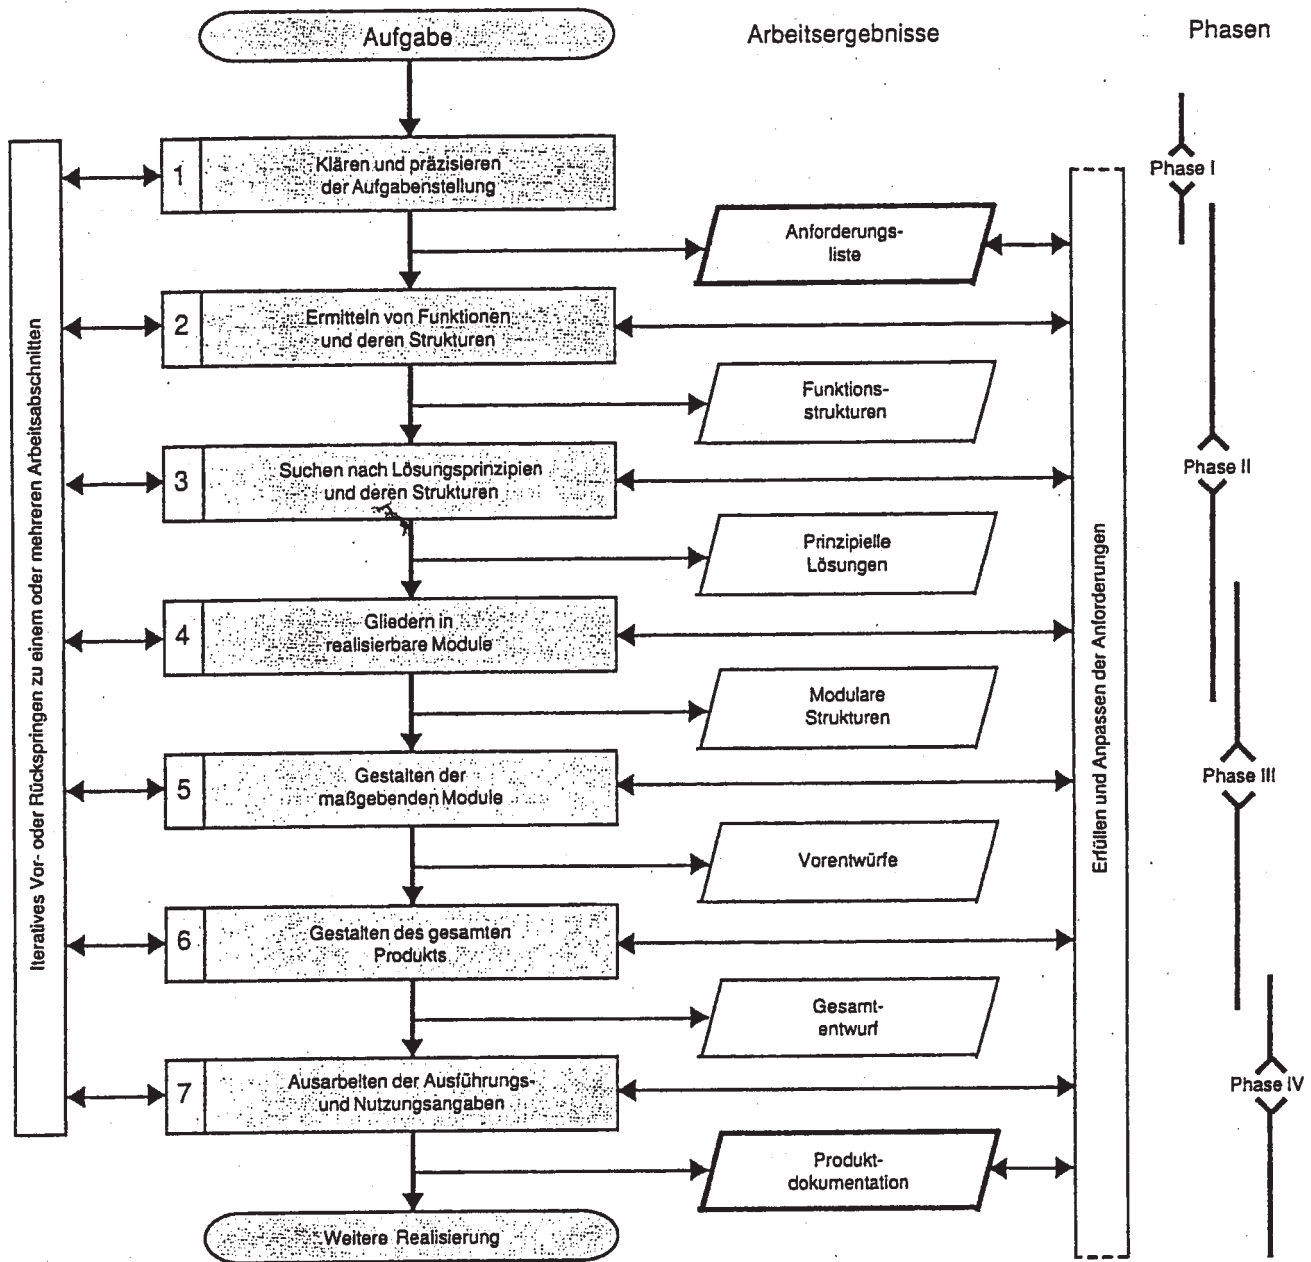 Aufgabe
Arbeitsergebnisse
Phasen
1
Klären und präzisieren
der Aufgabenstellung
Phase I
Anforderungs-
liste
2
Ermitteln von Funktionen
und deren Strukturen
Funktions-
strukturen
3
Suchen nach Lösungsprinzipien
und deren Strukturen
Phase II
Prinzipielle
Lösungen
4
Gliedern in
realisierbare Module
Modulare
Strukturen
5
Gestalten der
maßgebenden Module
Phase III
Vorentwürfe
6
Gestalten des gesamten
Produkts
Gesamt-
entwurf
7
Ausarbeiten der Ausführungs-
und Nutzungsangaben
Phase IV
Produkt-
dokumentation
Weitere Realisierung
Iteratives Vor- oder Rückspringen zu einem oder mehreren Arbeitsabschnitten
Erfüllen und Anpassen der Anforderungen